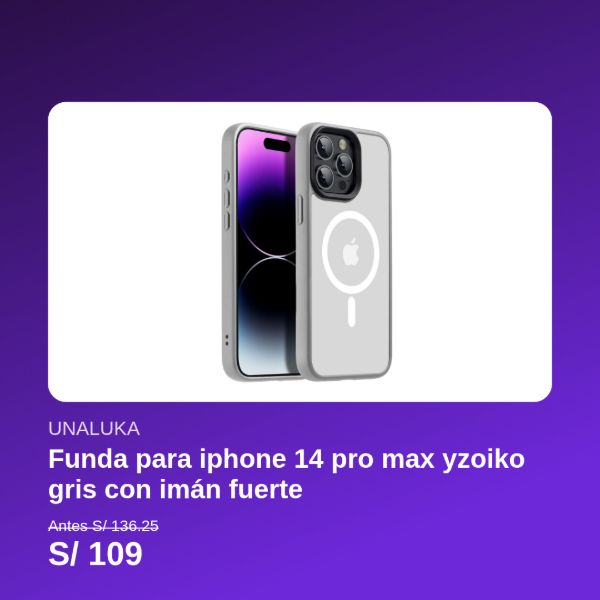 UNALUKA
Funda para iphone 14 pro max yzoiko
gris con imán fuerte
Antes S/ 136.25
S/ 109